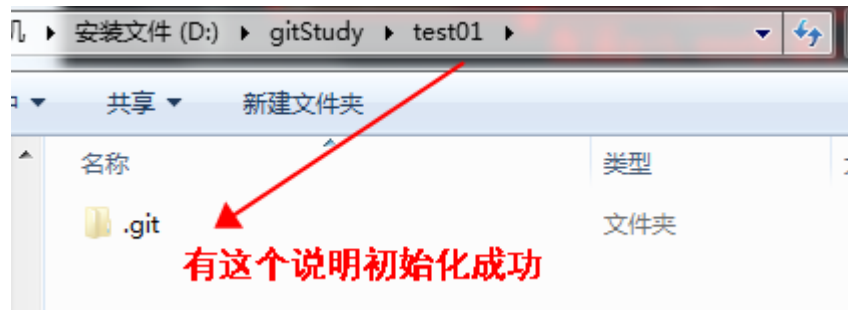 安装文件 (D:) ▸ gitStudy ▸ test01 ▸
共享 新建文件夹
名称 类型
.git 文件夹
有这个说明初始化成功